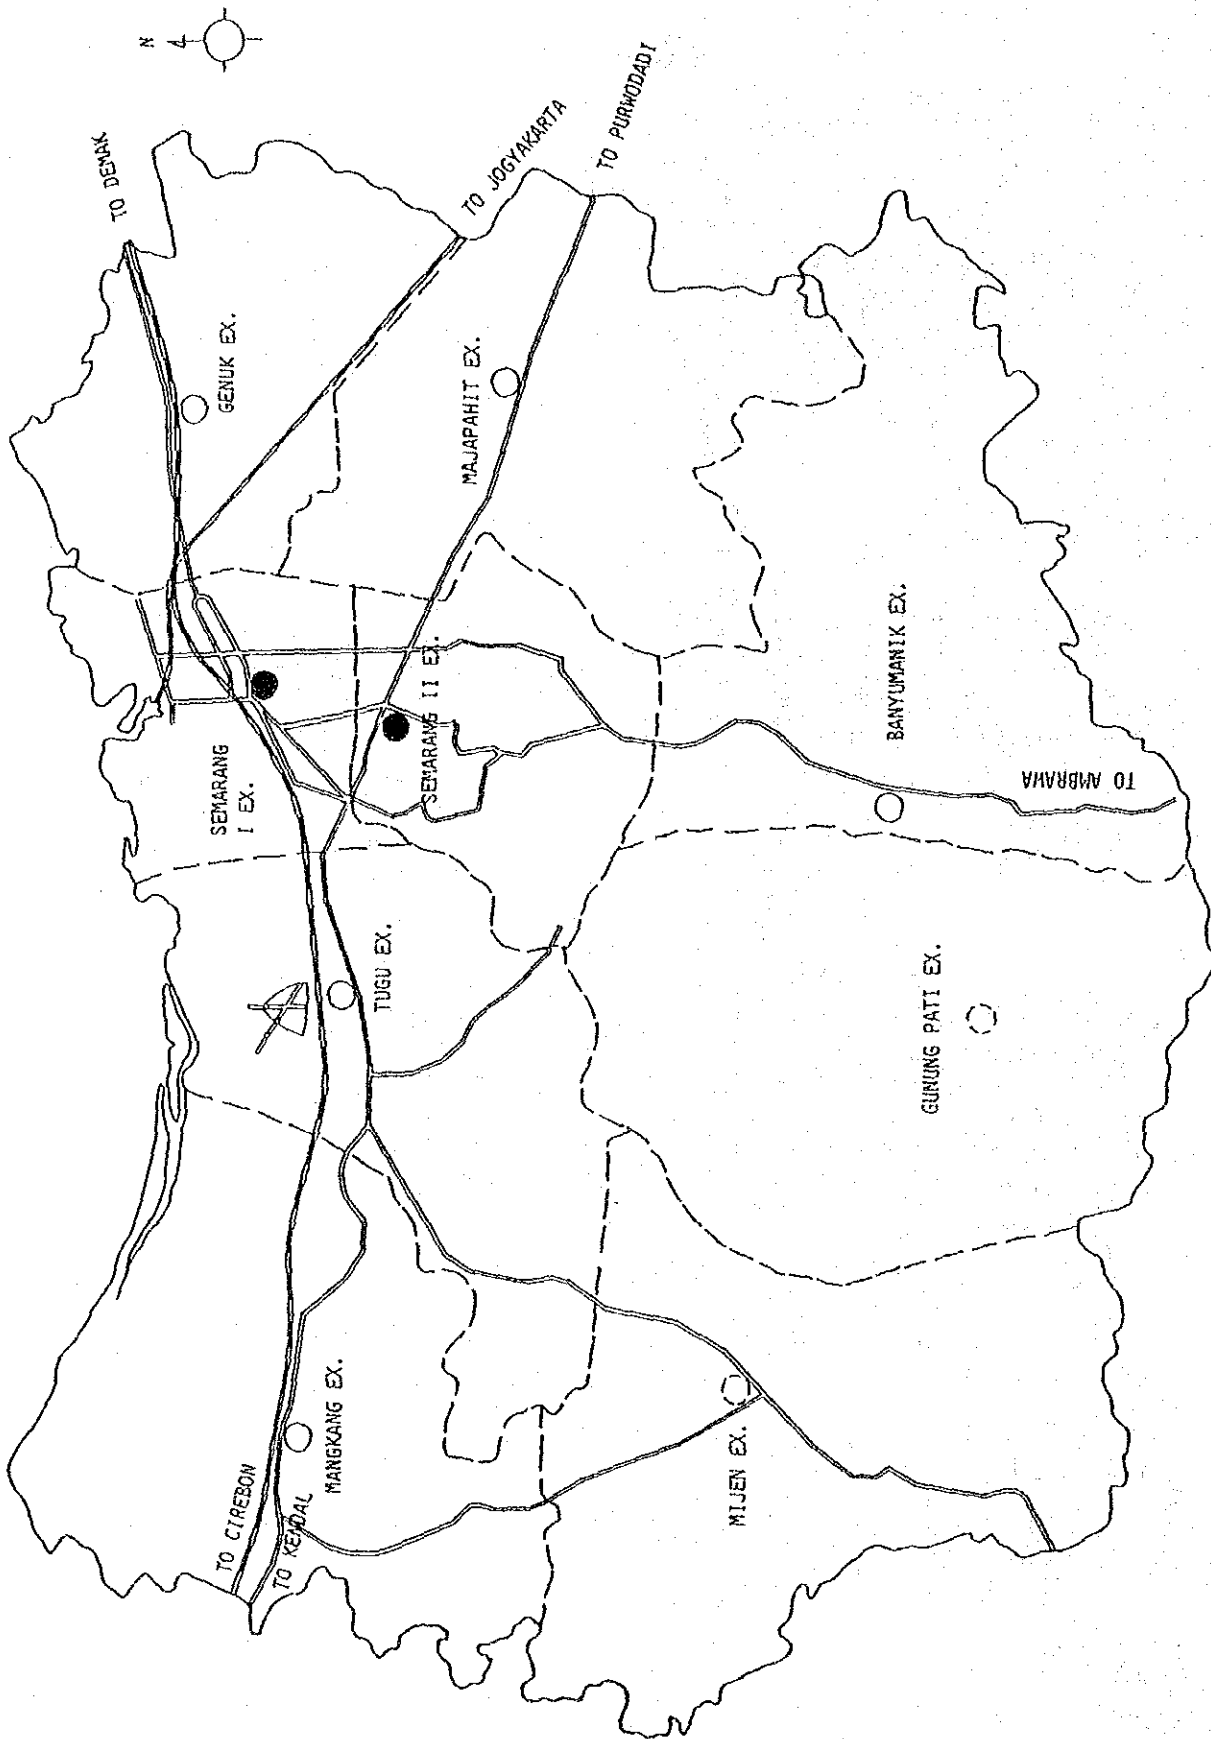 N
TO DEMAK
TO JOGYAKARTA
TO PURWODADI
GENUK EX.
MAJAPAHIT EX.
SEMARANG
I EX.
SEMARANG II EX.
BANYUMANIK EX.
TO AMBRAWA
TUGU EX.
GUNUNG PATI EX.
MANGKANG EX.
MIJEN EX.
TO CIREBON
TO KENDAL